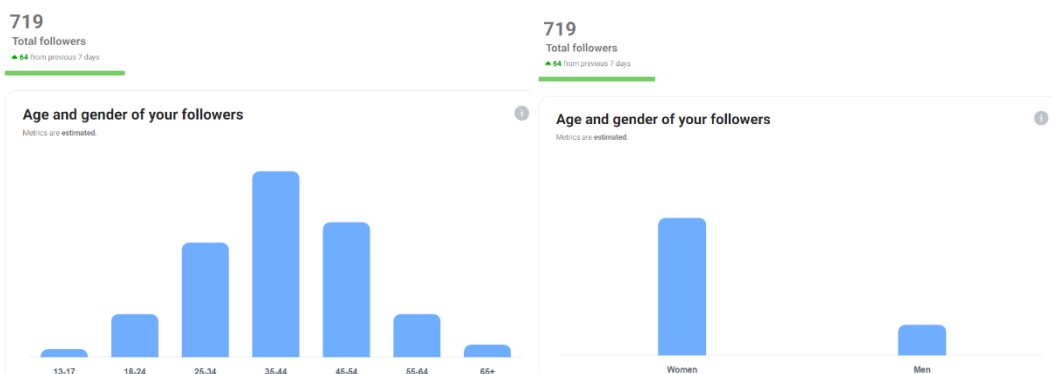 719
Total followers
64 from previous 7 days
Age and gender of your followers
Metrics are estimated.
13-17 18-24 25-34 35-44 45-54 55-64 65+
719
Total followers
64 from previous 7 days
Age and gender of your followers
Metrics are estimated.
Women Men